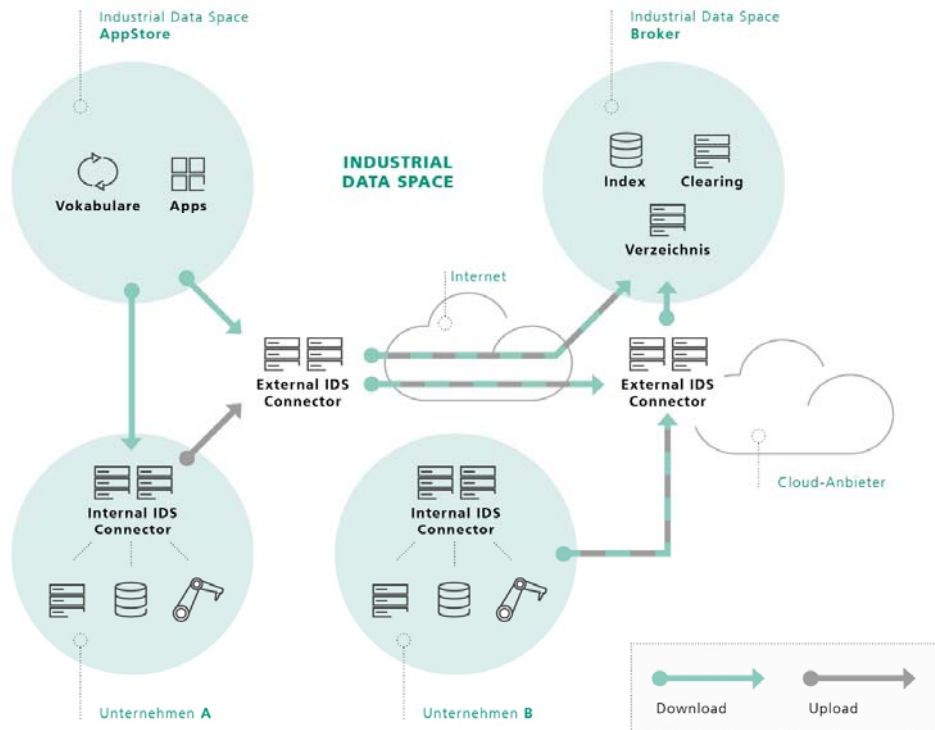 Industrial Data Space
AppStore
Industrial Data Space
Broker
INDUSTRIAL
DATA SPACE
Vokabulare
Apps
Index
Clearing
Verzeichnis
Internet
External IDS
Connector
External IDS
Connector
Cloud-Anbieter
Internal IDS
Connector
Internal IDS
Connector
Unternehmen A
Unternehmen B
Download
Upload